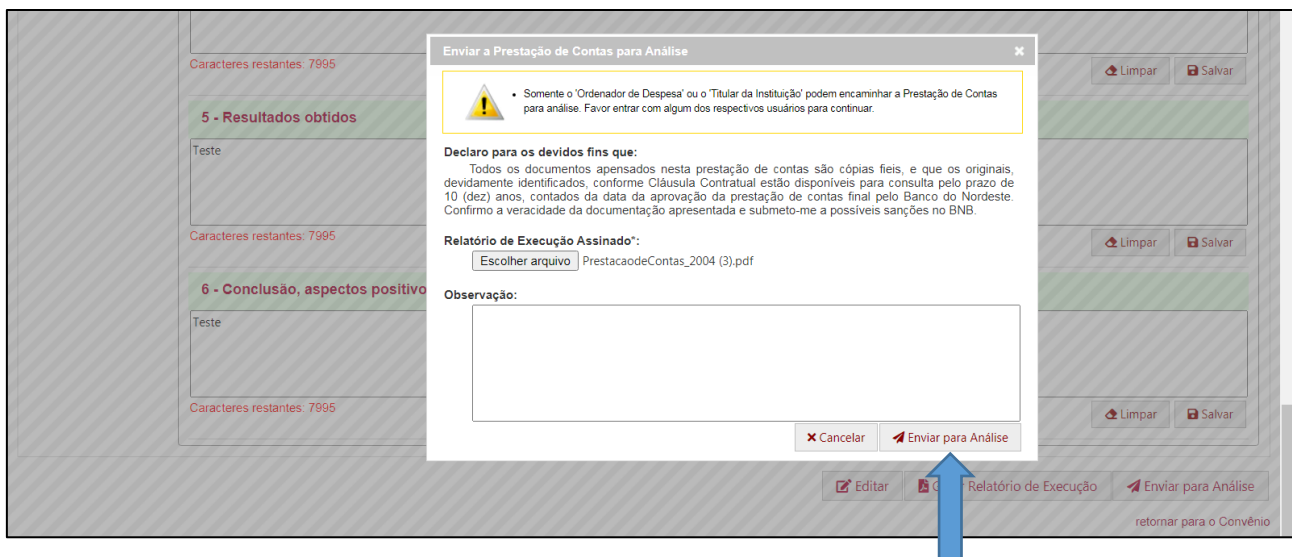 Enviar a Prestação de Contas para Análise
Caracteres restantes: 7995
Limpar Salvar
• Somente o 'Ordenador de Despesa' ou o 'Titular da Instituição' podem encaminhar a Prestação de Contas
para análise. Favor entrar com algum dos respectivos usuários para continuar.
5 - Resultados obtidos
Teste
Declaro para os devidos fins que:
Todos os documentos apensados nesta prestação de contas são cópias fieis, e que os originais,
devidamente identificados, conforme Cláusula Contratual estão disponíveis para consulta pelo prazo de
10 (dez) anos, contados da data da aprovação da prestação de contas final pelo Banco do Nordeste.
Confirmo a veracidade da documentação apresentada e submeto-me a possíveis sanções no BNB.
Caracteres restantes: 7995
Limpar Salvar
Relatório de Execução Assinado*:
Escolher arquivo PrestacaodeContas_2004 (3).pdf
6 - Conclusão, aspectos positivo
Observação:
Teste
Caracteres restantes: 7995
Limpar Salvar
Cancelar Enviar para Análise
Editar Relatório de Execução Enviar para Análise
retornar para o Convênio